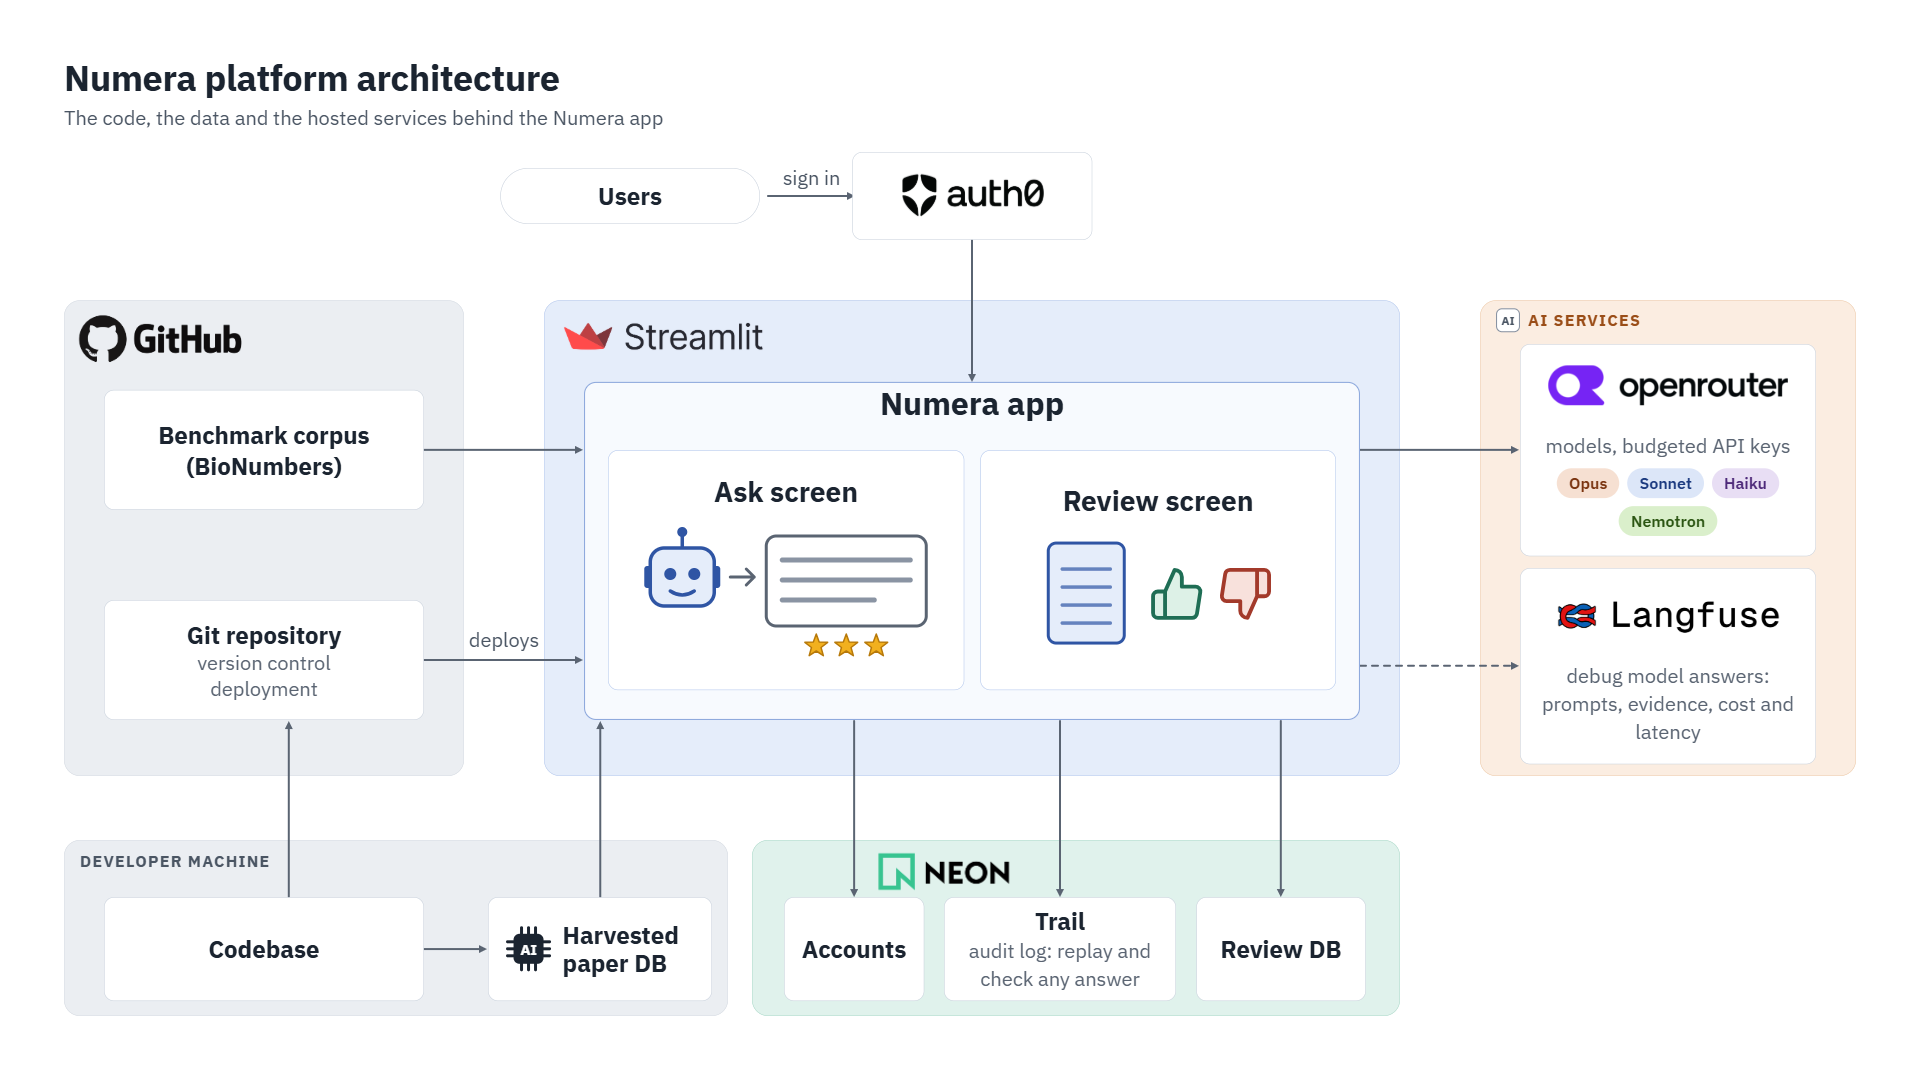 Numera platform architecture
The code, the data and the hosted services behind the Numera app
Users
sign in
auth0
GitHub
Benchmark corpus
(BioNumbers)
Git repository
version control
deployment
deploys
Streamlit
Numera app
Ask screen
Review screen
AI
AI SERVICES
openrouter
models, budgeted API keys
Opus
Sonnet
Haiku
Nemotron
Langfuse
debug model answers:
prompts, evidence, cost and
latency
DEVELOPER MACHINE
Codebase
AI
Harvested
paper DB
NEON
Accounts
Trail
audit log: replay and
check any answer
Review DB